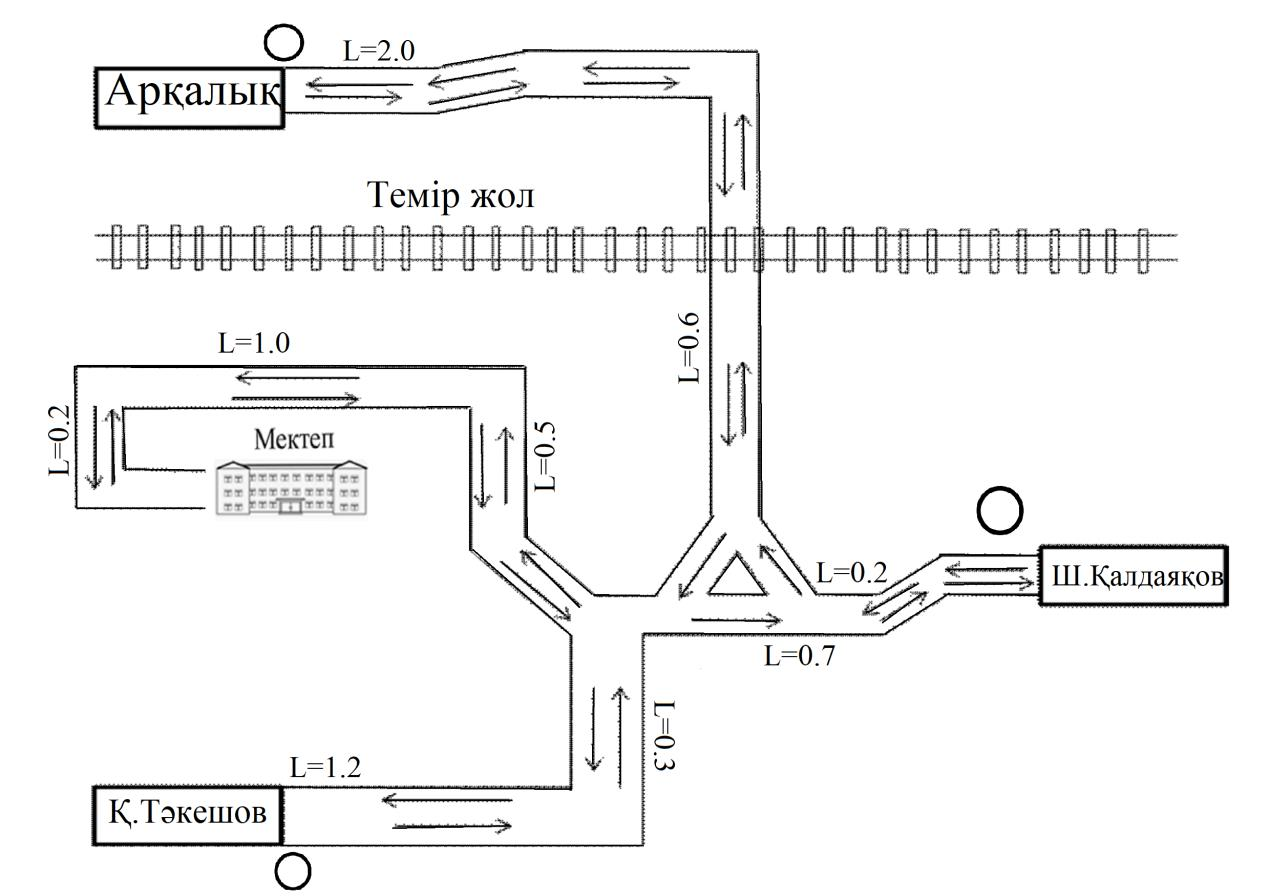 L=2.0
Арқалық
Темір жол
L=0.6
L=1.0
L=0.2
Мектеп
L=0.5
L=0.2
Ш.Қалдаяқов
L=0.7
L=0.3
L=1.2
Қ.Тәкешов